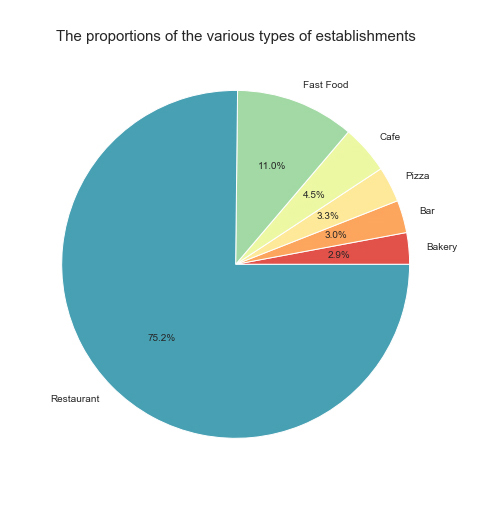 The proportions of the various types of establishments
Fast Food
Cafe
11.0%
Pizza
4.5%
Bar
3.3%
3.0%
Bakery
2.9%
75.2%
Restaurant